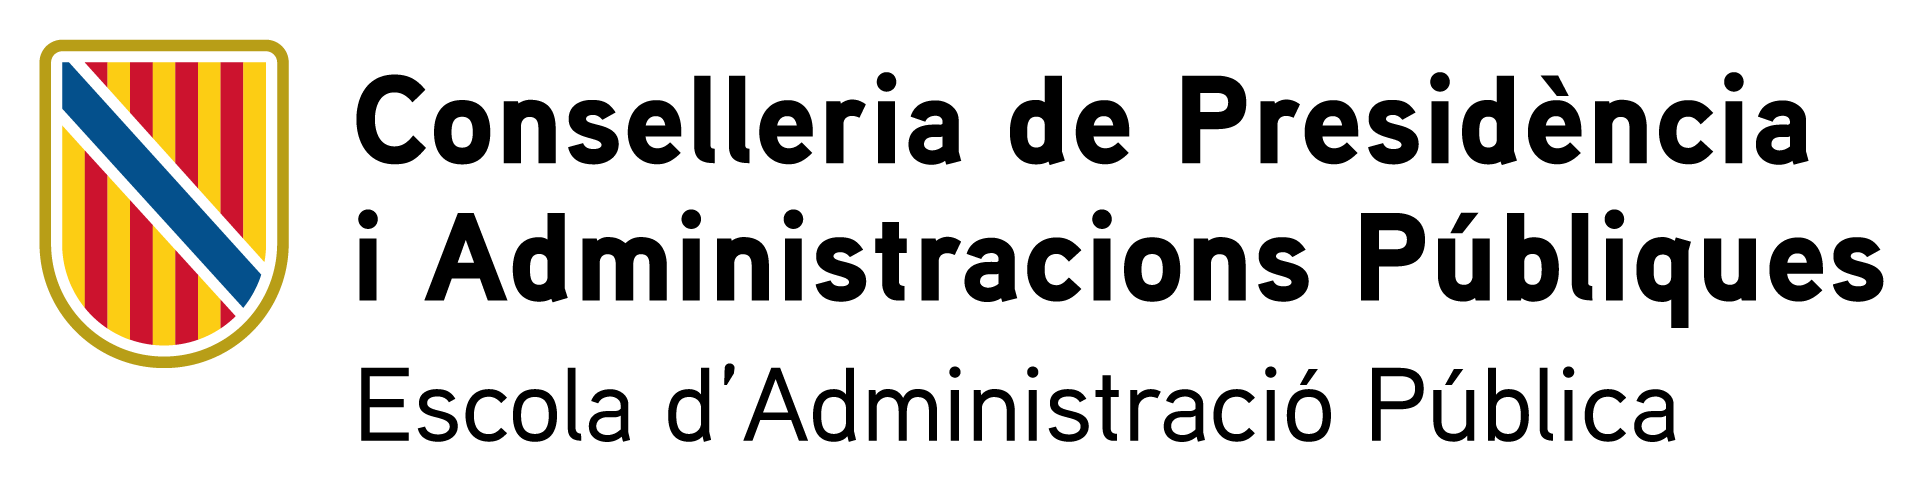 Conselleria de Presidència
i Administracions Públiques
Escola d’Administració Pública